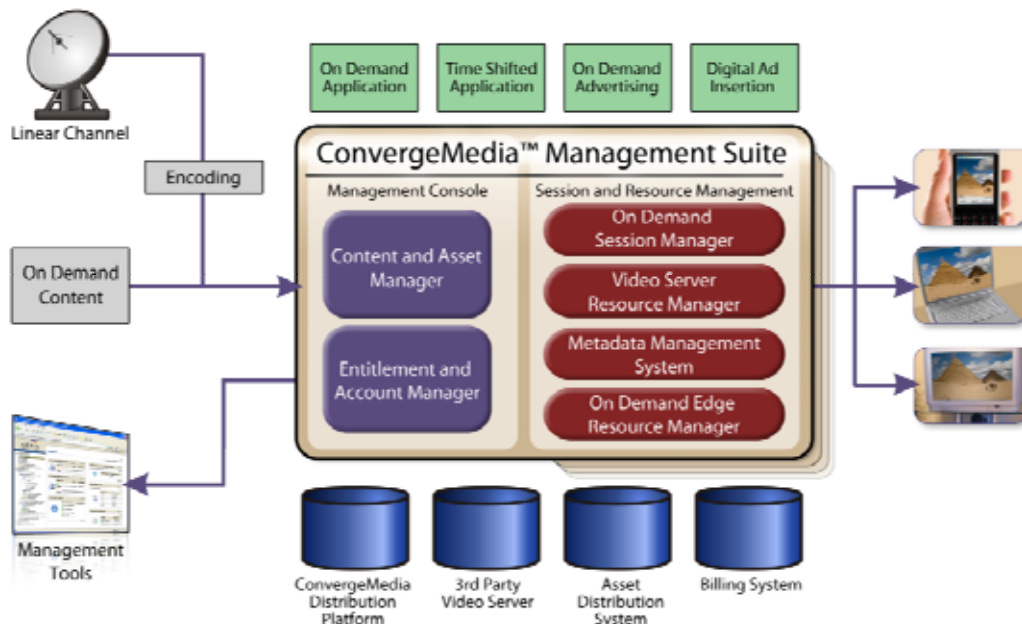 On Demand
Application
Time Shifted
Application
On Demand
Advertising
Digital Ad
Insertion
Linear Channel
Encoding
On Demand
Content
ConvergeMedia™ Management Suite
Management Console
Content and Asset
Manager
Entitlement and
Account Manager
Session and Resource Management
On Demand
Session Manager
Video Server
Resource Manager
Metadata Management
System
On Demand Edge
Resource Manager
Management
Tools
ConvergeMedia
Distribution
Platform
3rd Party
Video Server
Asset
Distribution
System
Billing System